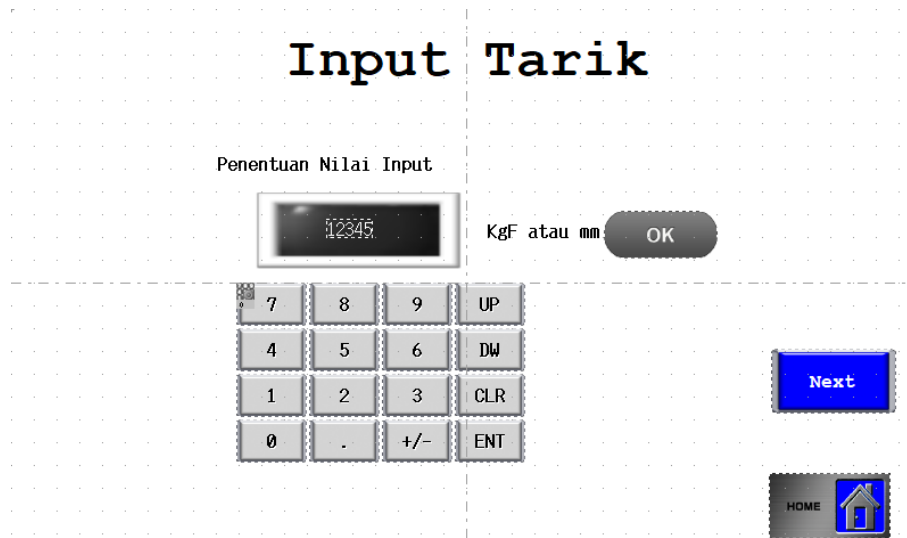 Input Tarik
Penentuan Nilai Input
12345
KgF atau mm
OK
7 8 9 UP
4 5 6 DW
1 2 3 CLR
0 . +/- ENT
Next
HOME